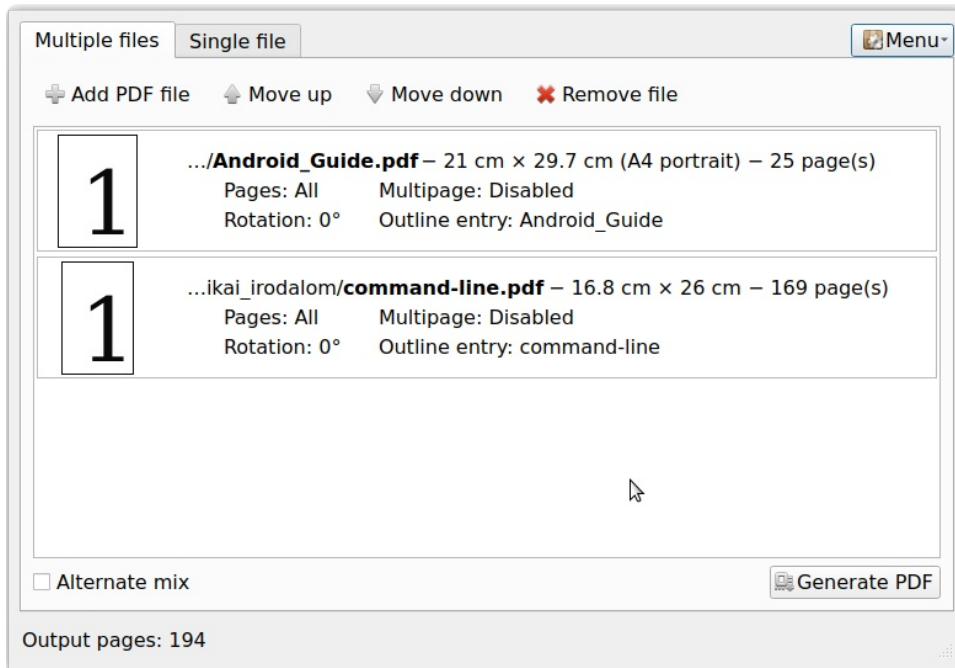 Multiple files
Single file
Menu
Add PDF file
Move up
Move down
Remove file
1
.../Android_Guide.pdf – 21 cm × 29.7 cm (A4 portrait) – 25 page(s)
Pages: All Multipage: Disabled
Rotation: 0° Outline entry: Android_Guide
1
...ikai_irodalom/command-line.pdf – 16.8 cm × 26 cm – 169 page(s)
Pages: All Multipage: Disabled
Rotation: 0° Outline entry: command-line
Alternate mix
Generate PDF
Output pages: 194